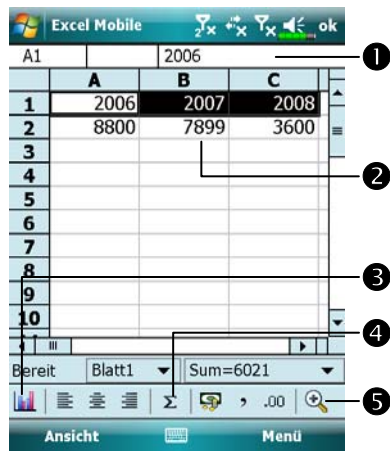 Excel Mobile ok
A1 2006 1
A B C
1 2006 2007 2008
2 8800 7899 3600
3
2
4
5
6
7
8
3
9
10
4
Bereit Blatt1 Sum=6021
Σ , .00 5
Ansicht Menü